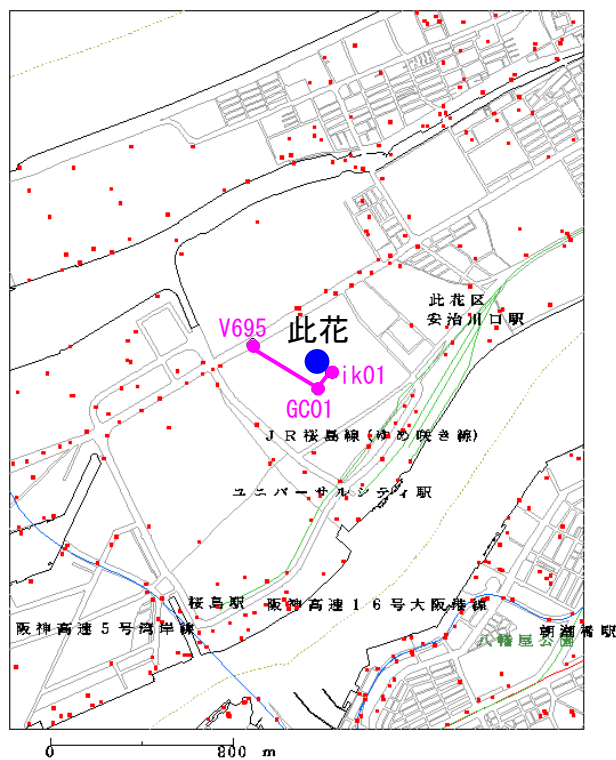 此花区
安治川口駅
此花
V695
ik01
GC01
JR桜島線(ゆめ咲き線)
ユニバーサルシティ駅
桜島駅
阪神高速16号大阪港線
阪神高速5号湾岸線
朝潮橋駅
八幡屋公園
0 800 m